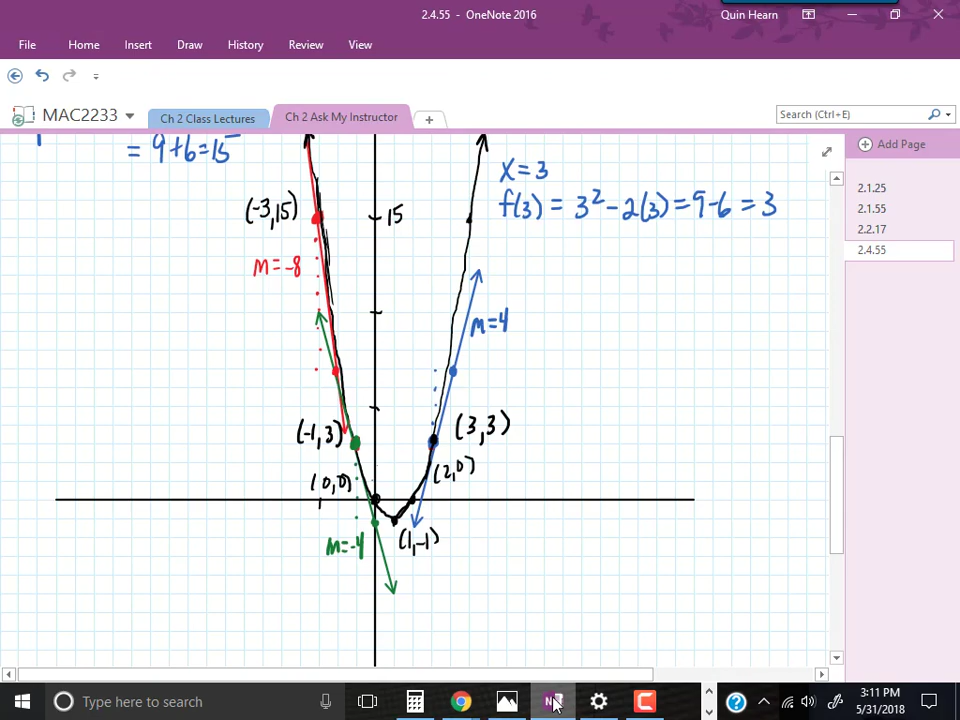 2.4.55 - OneNote 2016
Quin Hearn
File Home Insert Draw History Review View
MAC2233
Ch 2 Class Lectures
Ch 2 Ask My Instructor
Search (Ctrl+E)
Add Page
2.1.25
2.1.55
2.2.17
2.4.55
= 9+6=15
x = 3
f(3) = 3² - 2(3) = 9-6 = 3
(-3,15)
15
m=-8
m=4
(-1,3)
(3,3)
(0,0)
(2,0)
m=-4
(1,-1)
Type here to search
3:11 PM
5/31/2018